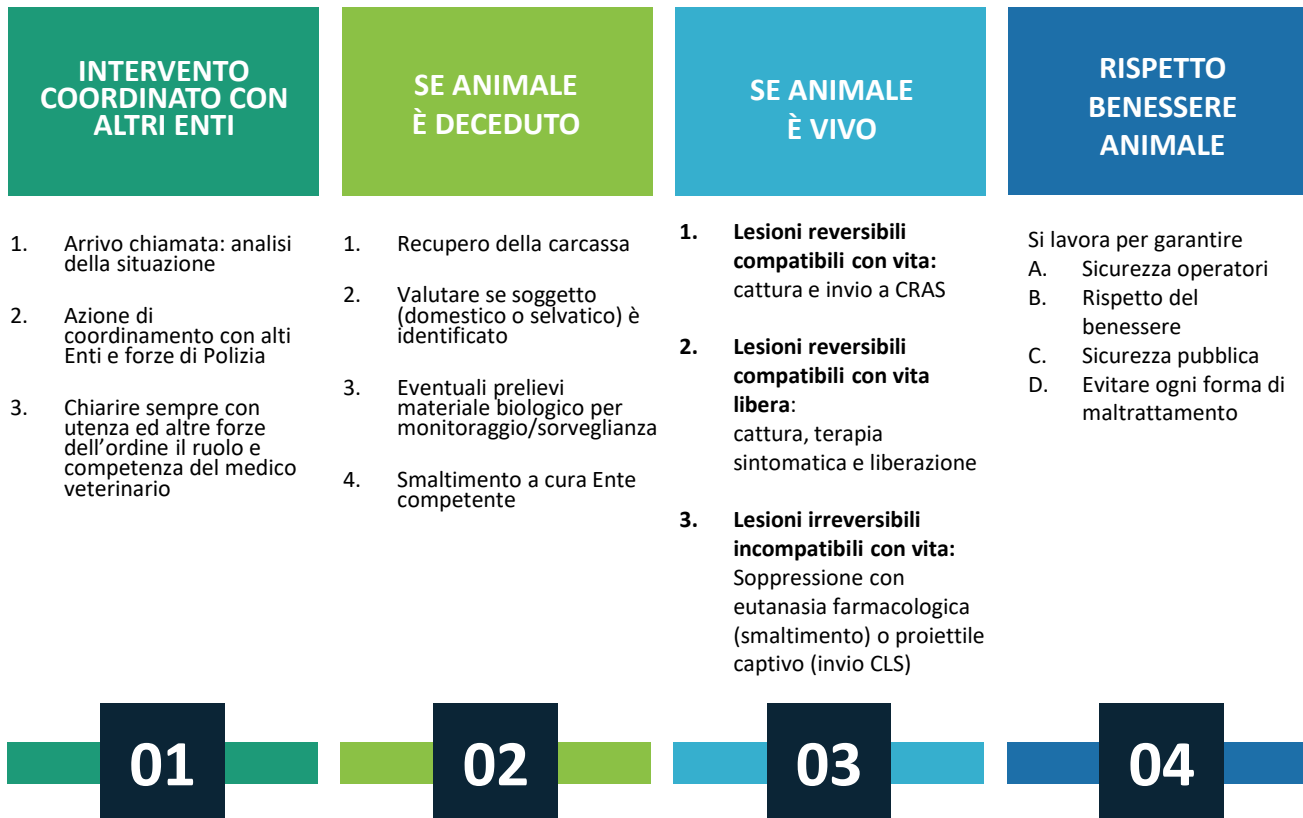 INTERVENTO
COORDINATO CON
ALTRI ENTI
1. Arrivo chiamata: analisi
della situazione
2. Azione di
coordinamento con alti
Enti e forze di Polizia
3. Chiarire sempre con
utenza ed altre forze
dell’ordine il ruolo e
competenza del medico
veterinario
01
SE ANIMALE
È DECEDUTO
1. Recupero della carcassa
2. Valutare se soggetto
(domestico o selvatico) è
identificato
3. Eventuali prelievi
materiale biologico per
monitoraggio/sorveglianza
4. Smaltimento a cura Ente
competente
02
SE ANIMALE
È VIVO
1. Lesioni reversibili
compatibili con vita:
cattura e invio a CRAS
2. Lesioni reversibili
compatibili con vita
libera:
cattura, terapia
sintomatica e liberazione
3. Lesioni irreversibili
incompatibili con vita:
Soppressione con
eutanasia farmacologica
(smaltimento) o proiettile
captivo (invio CLS)
03
RISPETTO
BENESSERE
ANIMALE
Si lavora per garantire
A. Sicurezza operatori
B. Rispetto del
benessere
C. Sicurezza pubblica
D. Evitare ogni forma di
maltrattamento
04